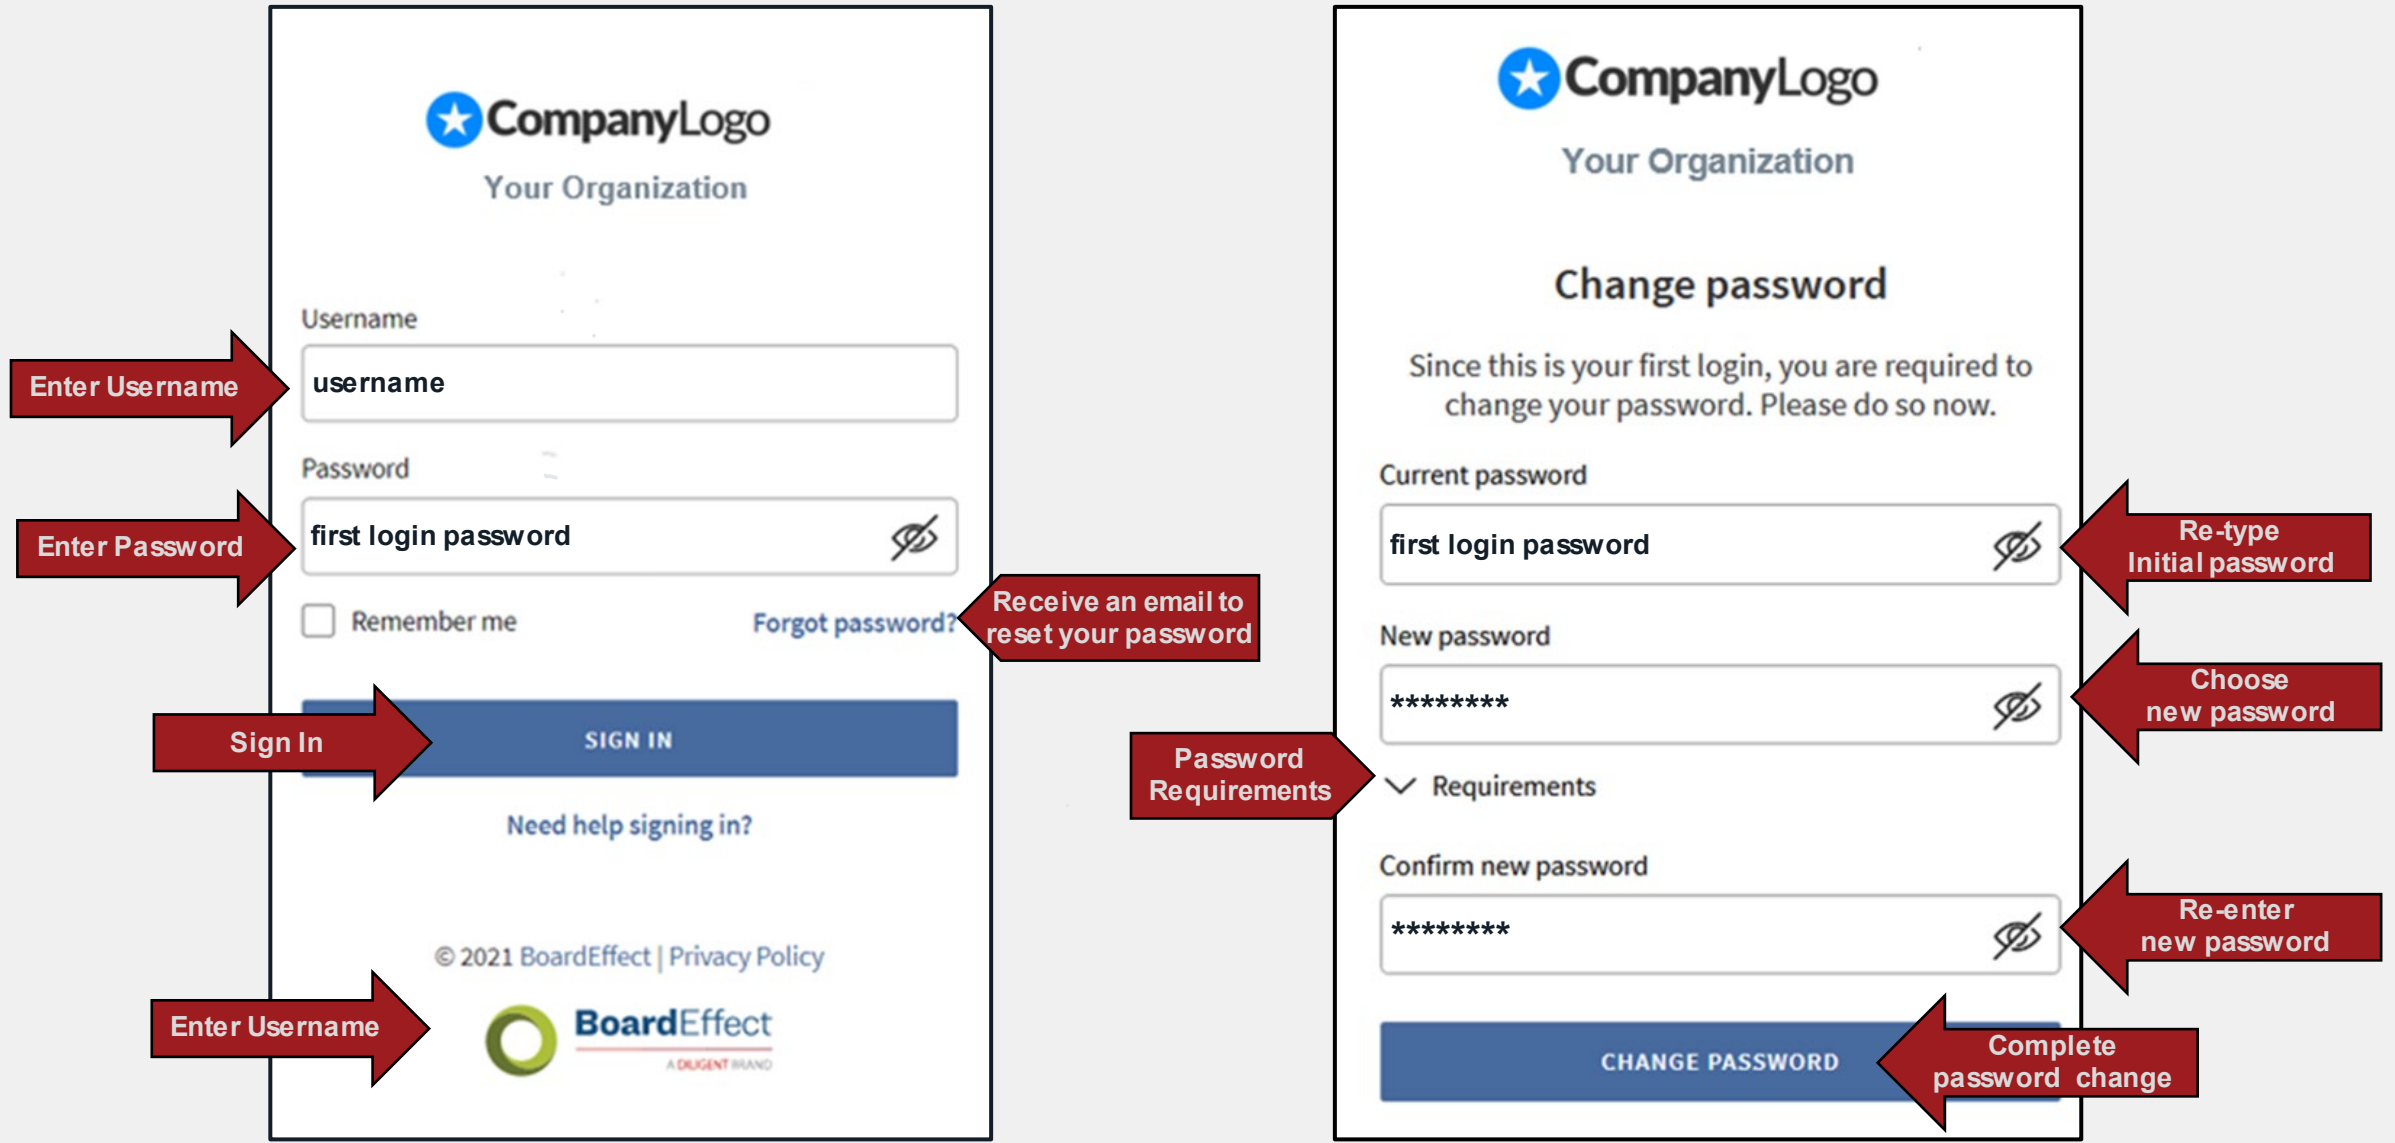 CompanyLogo
Your Organization
Username
Enter Username
username
Password
Enter Password
first login password
Remember me
Forgot password?
Receive an email to
reset your password
Sign In
SIGN IN
Need help signing in?
© 2021 BoardEffect | Privacy Policy
Enter Username
BoardEffect
A DILIGENT BRAND
CompanyLogo
Your Organization
Change password
Since this is your first login, you are required to
change your password. Please do so now.
Current password
first login password
Re-type
Initial password
New password
********
Choose
new password
Password
Requirements
Requirements
Confirm new password
********
Re-enter
new password
CHANGE PASSWORD
Complete
password change